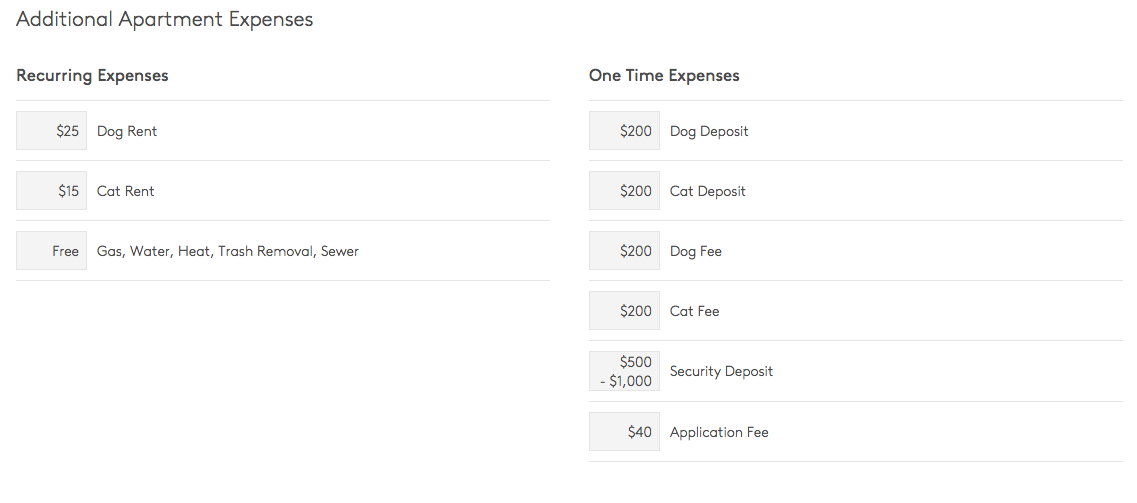 Additional Apartment Expenses
Recurring Expenses
$25 Dog Rent
$15 Cat Rent
Free Gas, Water, Heat, Trash Removal, Sewer
One Time Expenses
$200 Dog Deposit
$200 Cat Deposit
$200 Dog Fee
$200 Cat Fee
$500
- $1,000 Security Deposit
$40 Application Fee